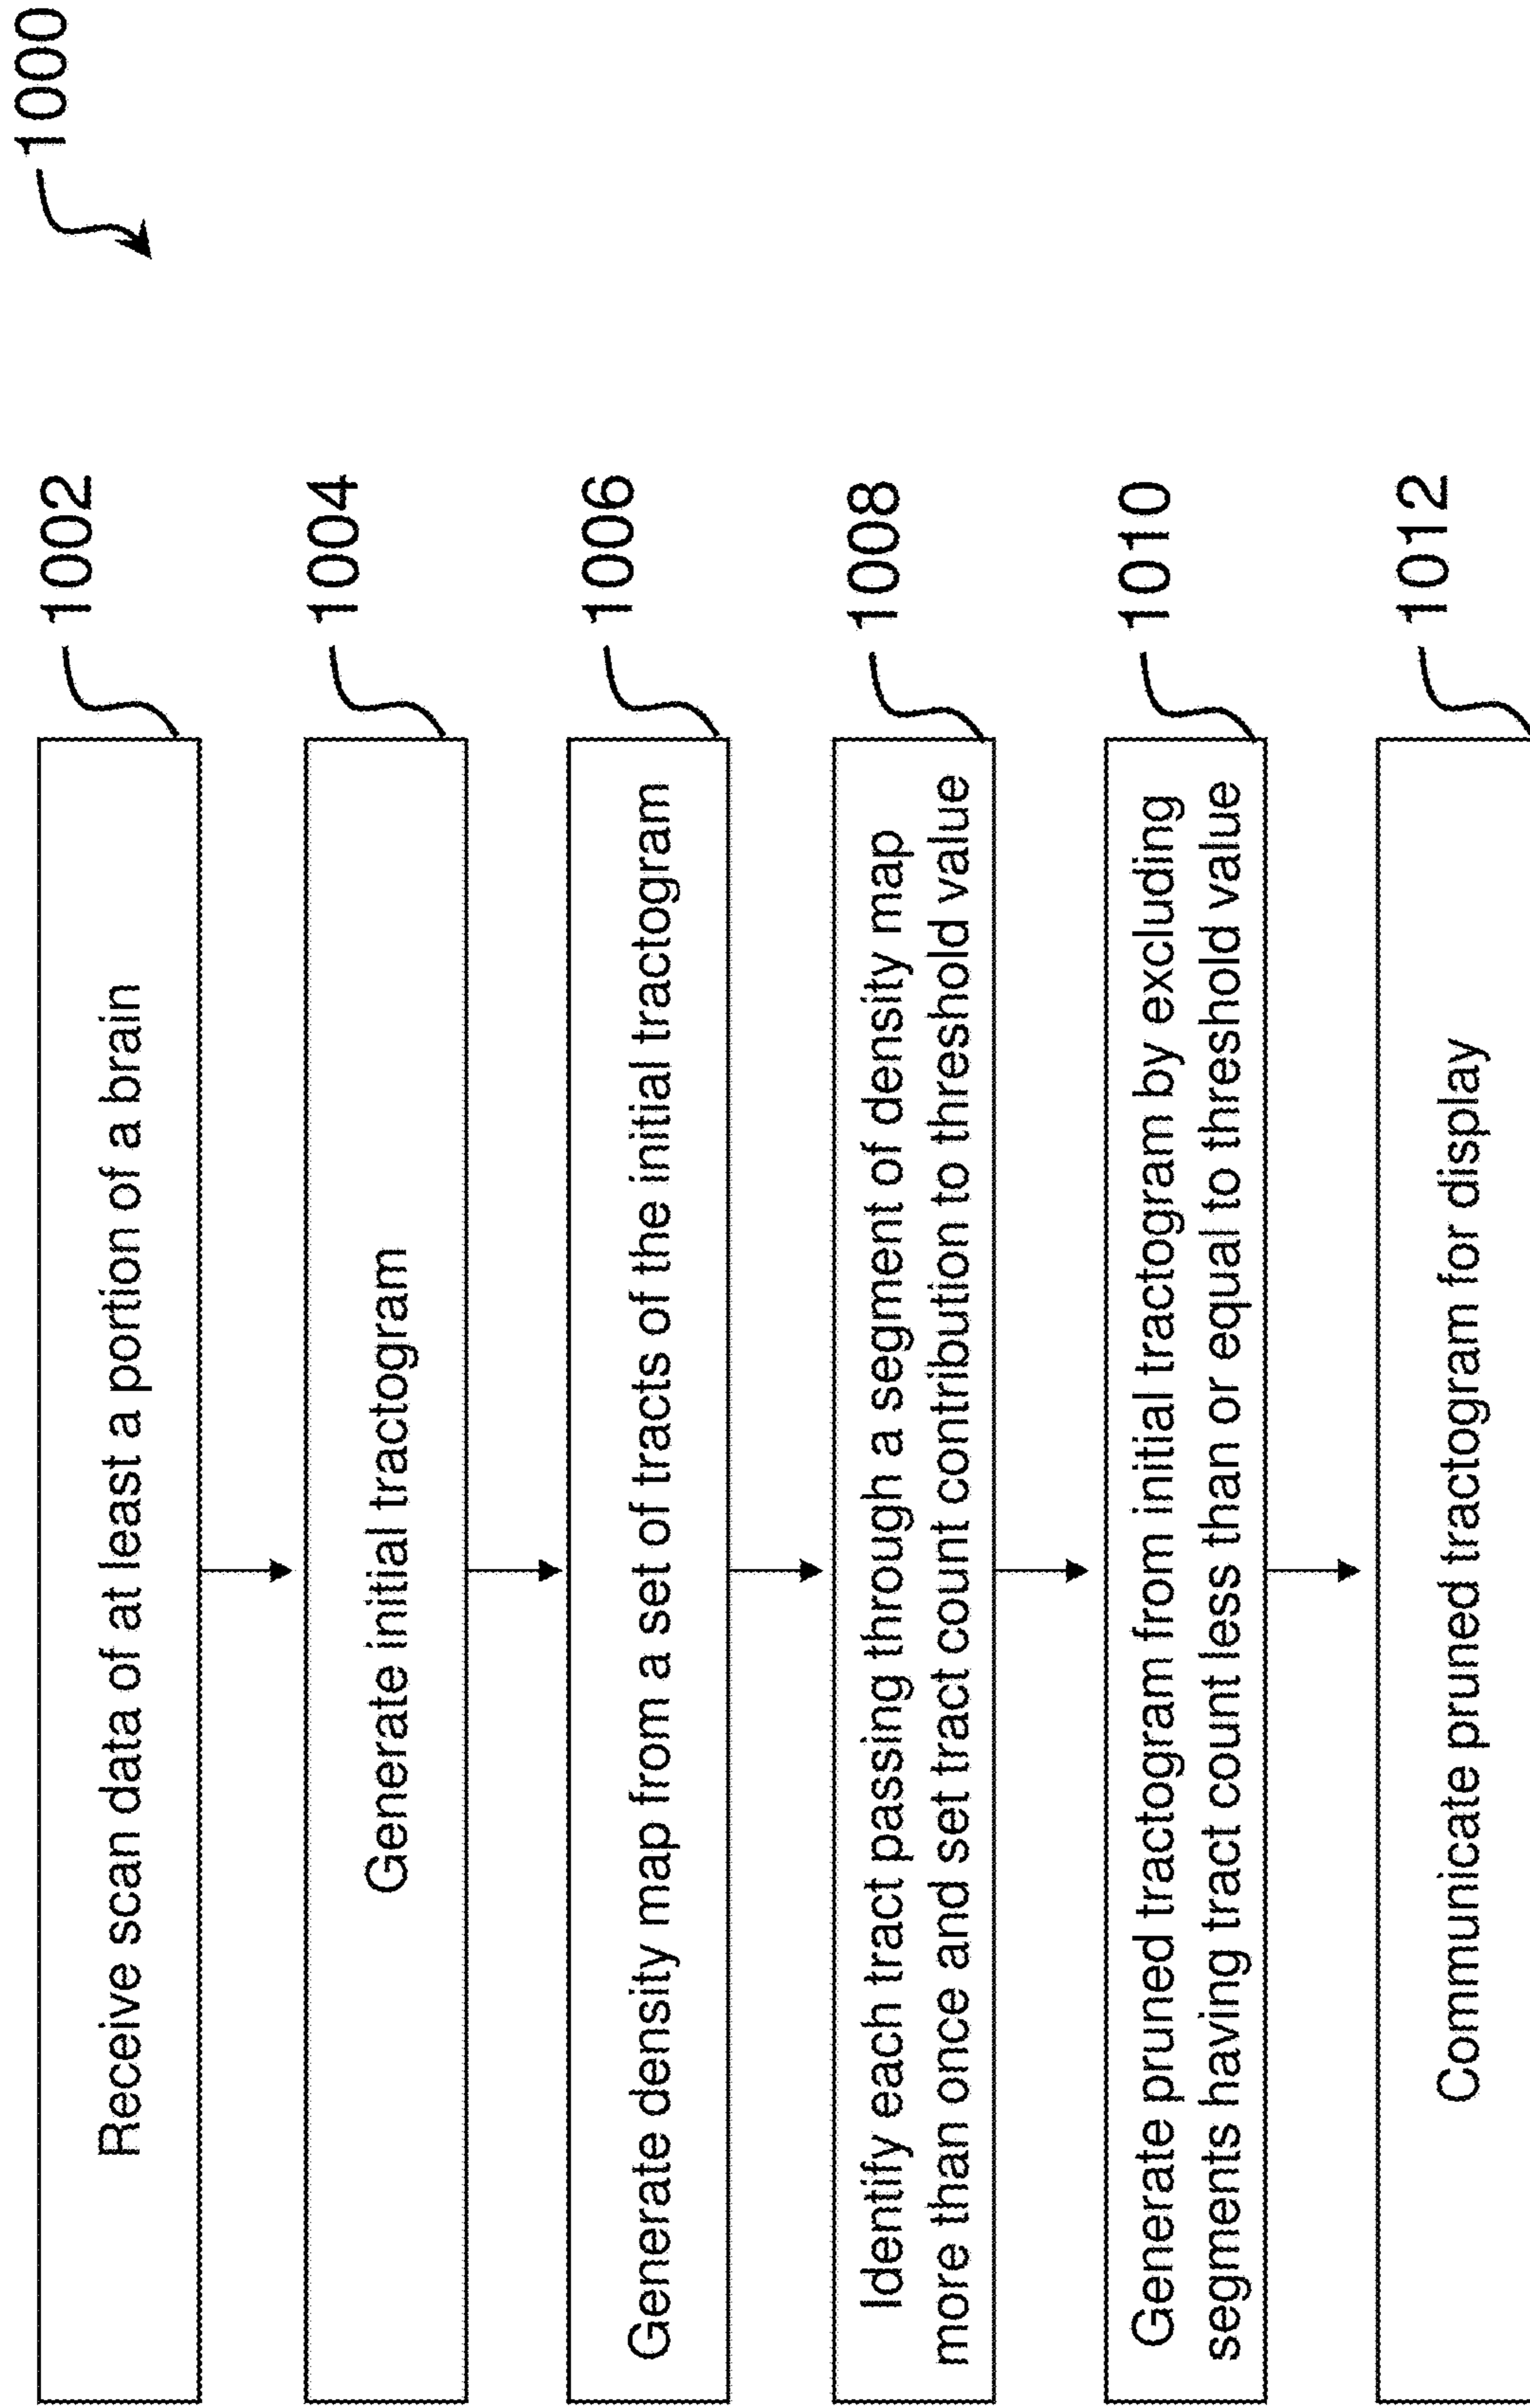 1000
1002
Receive scan data of at least a portion of a brain
1004
Generate initial tractogram
1006
Generate density map from a set of tracts of the initial tractogram
1008
Identify each tract passing through a segment of density map
more than once and set tract count contribution to threshold value
1010
Generate pruned tractogram from initial tractogram by excluding
segments having tract count less than or equal to threshold value
1012
Communicate pruned tractogram for display